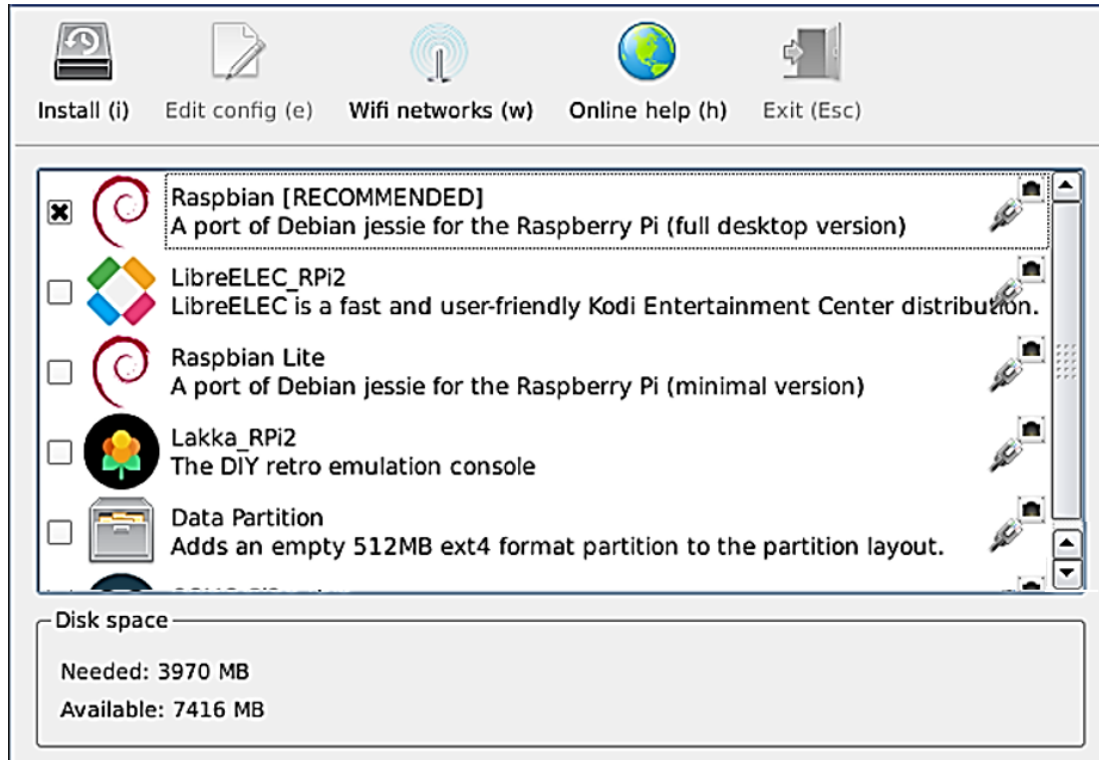 Install (i) Edit config (e) Wifi networks (w) Online help (h) Exit (Esc)
Raspbian [RECOMMENDED]
A port of Debian jessie for the Raspberry Pi (full desktop version)
LibreELEC_RPi2
LibreELEC is a fast and user-friendly Kodi Entertainment Center distribution.
Raspbian Lite
A port of Debian jessie for the Raspberry Pi (minimal version)
Lakka_RPi2
The DIY retro emulation console
Data Partition
Adds an empty 512MB ext4 format partition to the partition layout.
Disk space
Needed: 3970 MB
Available: 7416 MB